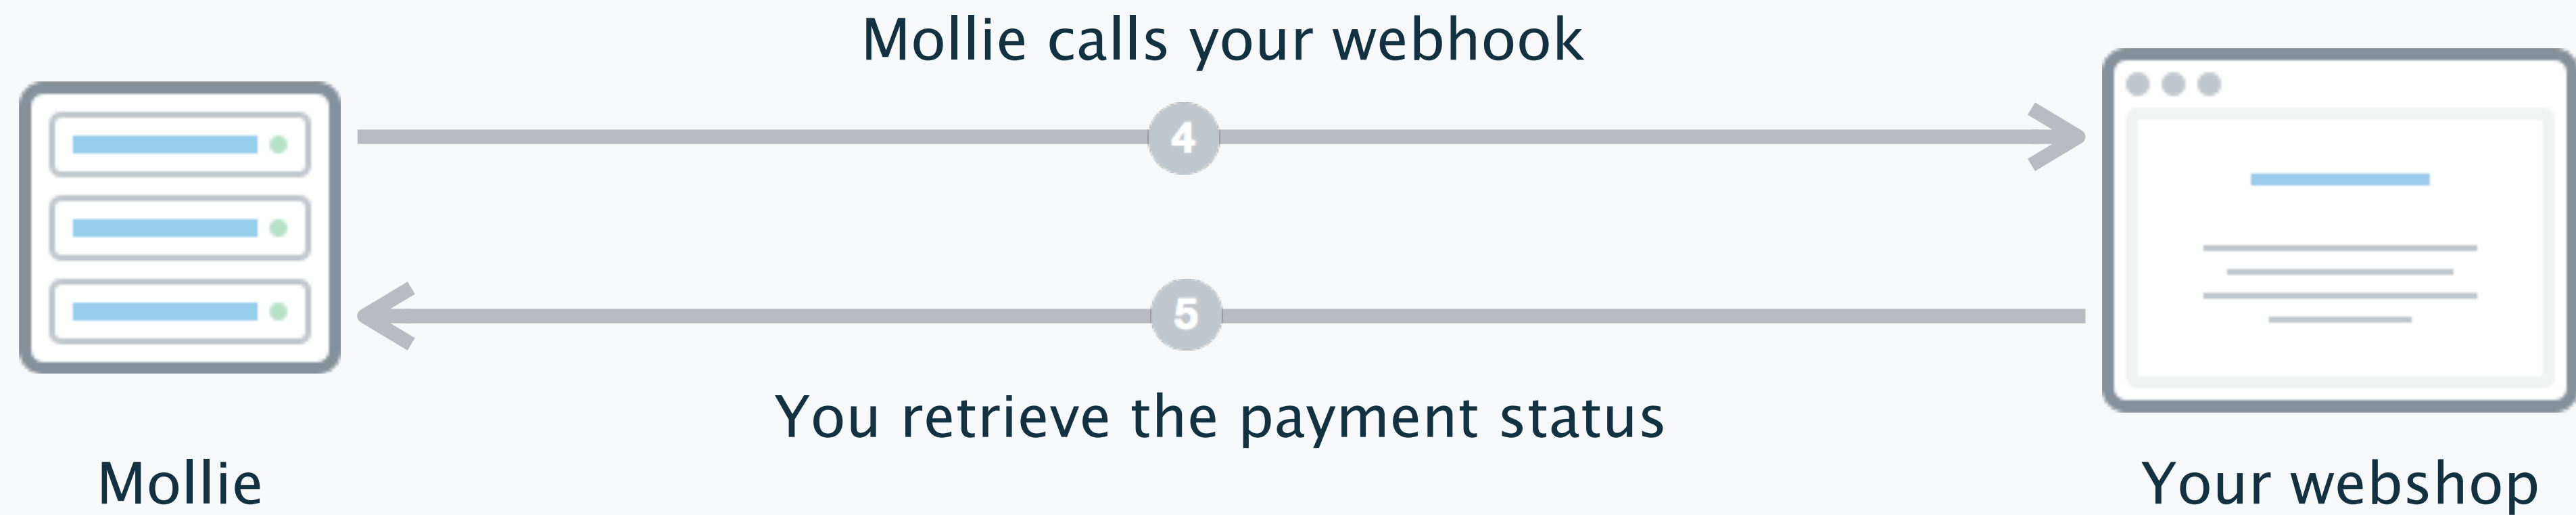 Mollie calls your webhook
4
5
You retrieve the payment status
Mollie
Your webshop